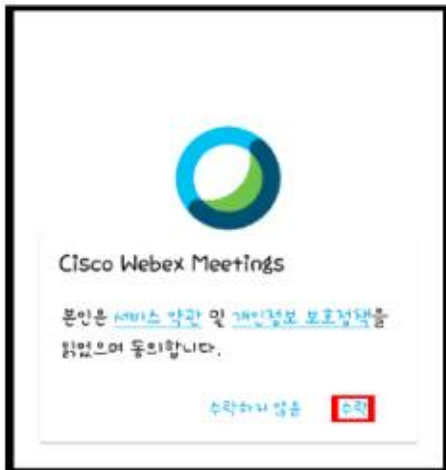 Cisco Webex Meetings
본인은 서비스 약관 및 개인정보 보호정책을
읽었으며 동의합니다.
수락하지 않음 수락